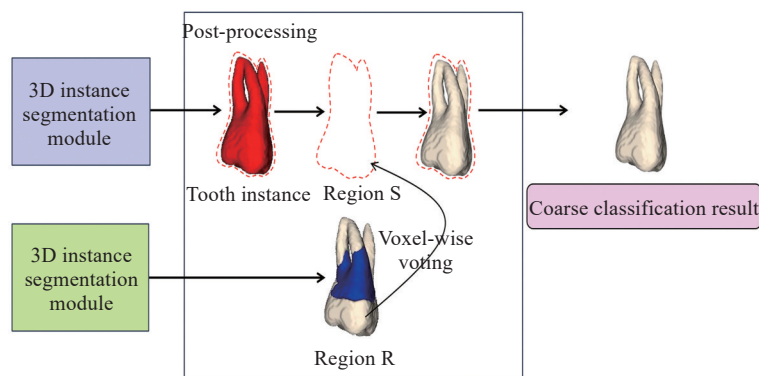 Post-processing
3D instance
segmentation
module
Tooth instance
Region S
Coarse classification result
Voxel-wise
voting
3D instance
segmentation
module
Region R